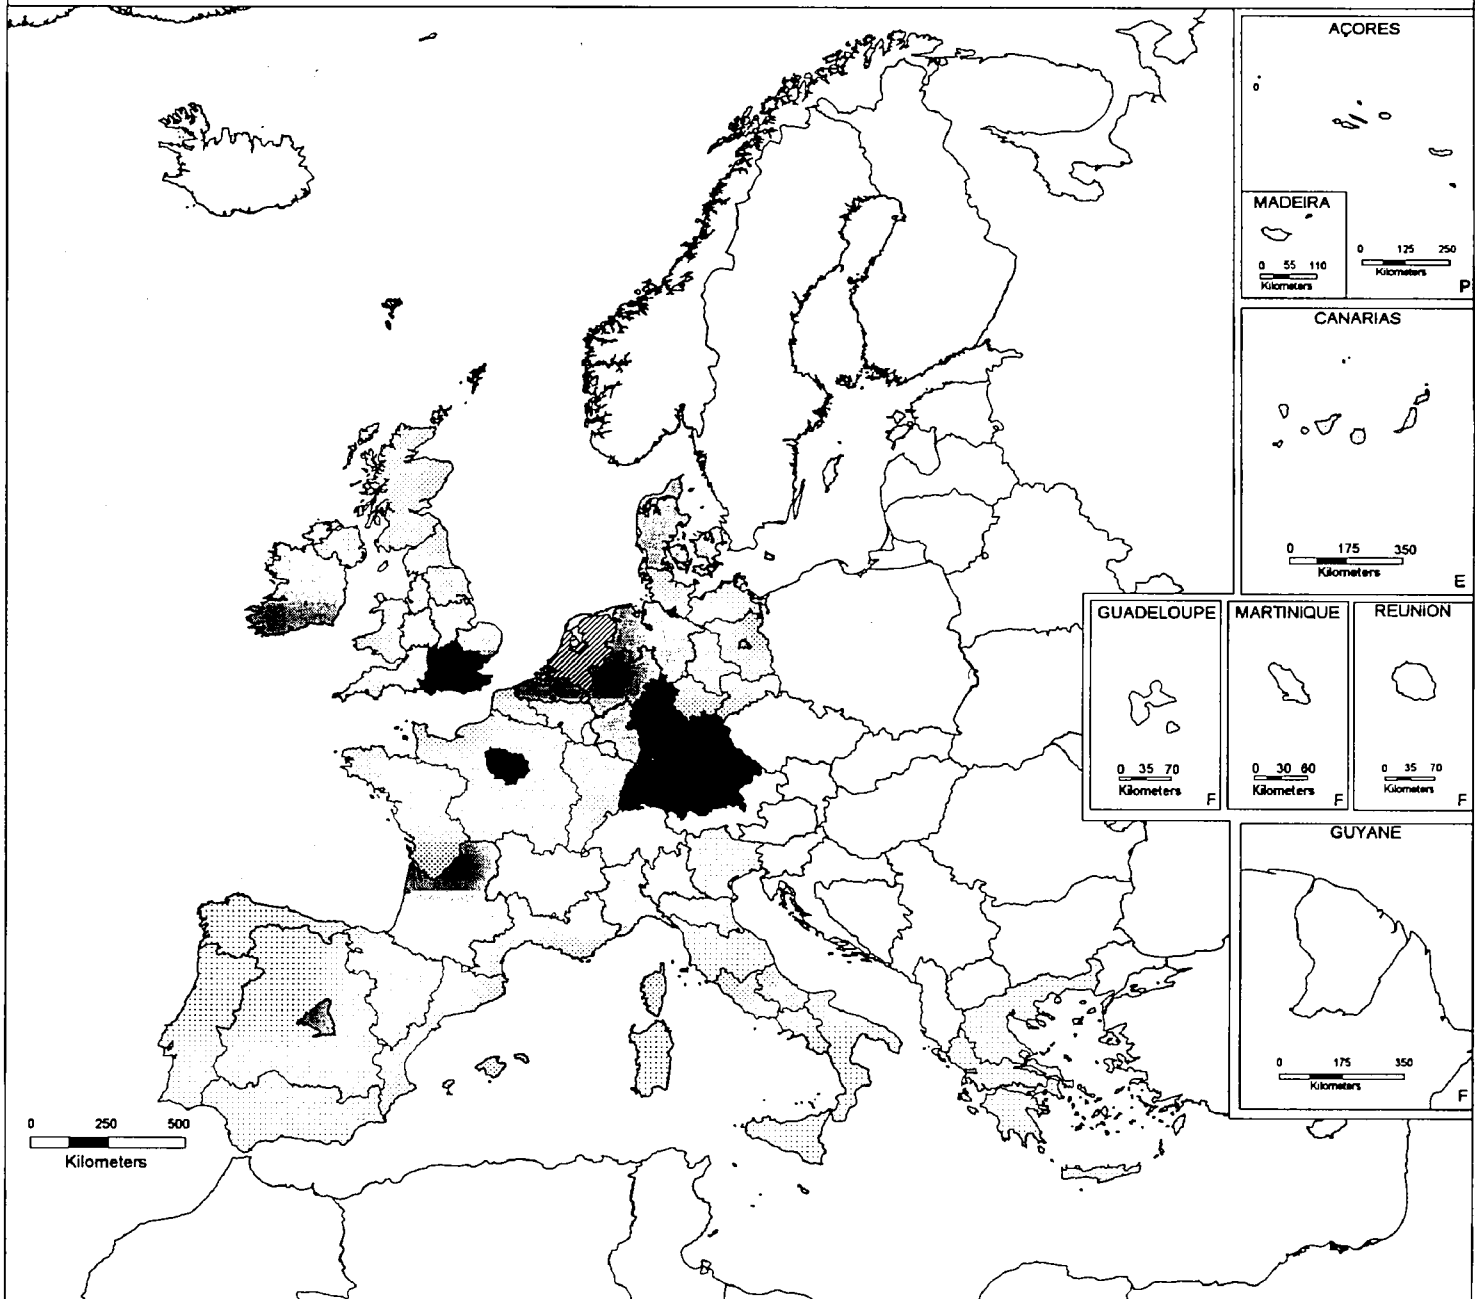 AÇORES
MADEIRA
0 55 110
Kilometers
0 125 250
Kilometers
P
CANARIAS
0 175 350
Kilometers
E
GUADELOUPE
0 35 70
Kilometers
F
MARTINIQUE
0 30 60
Kilometers
F
REUNION
0 35 70
Kilometers
F
GUYANE
0 175 350
Kilometers
F
0 250 500
Kilometers